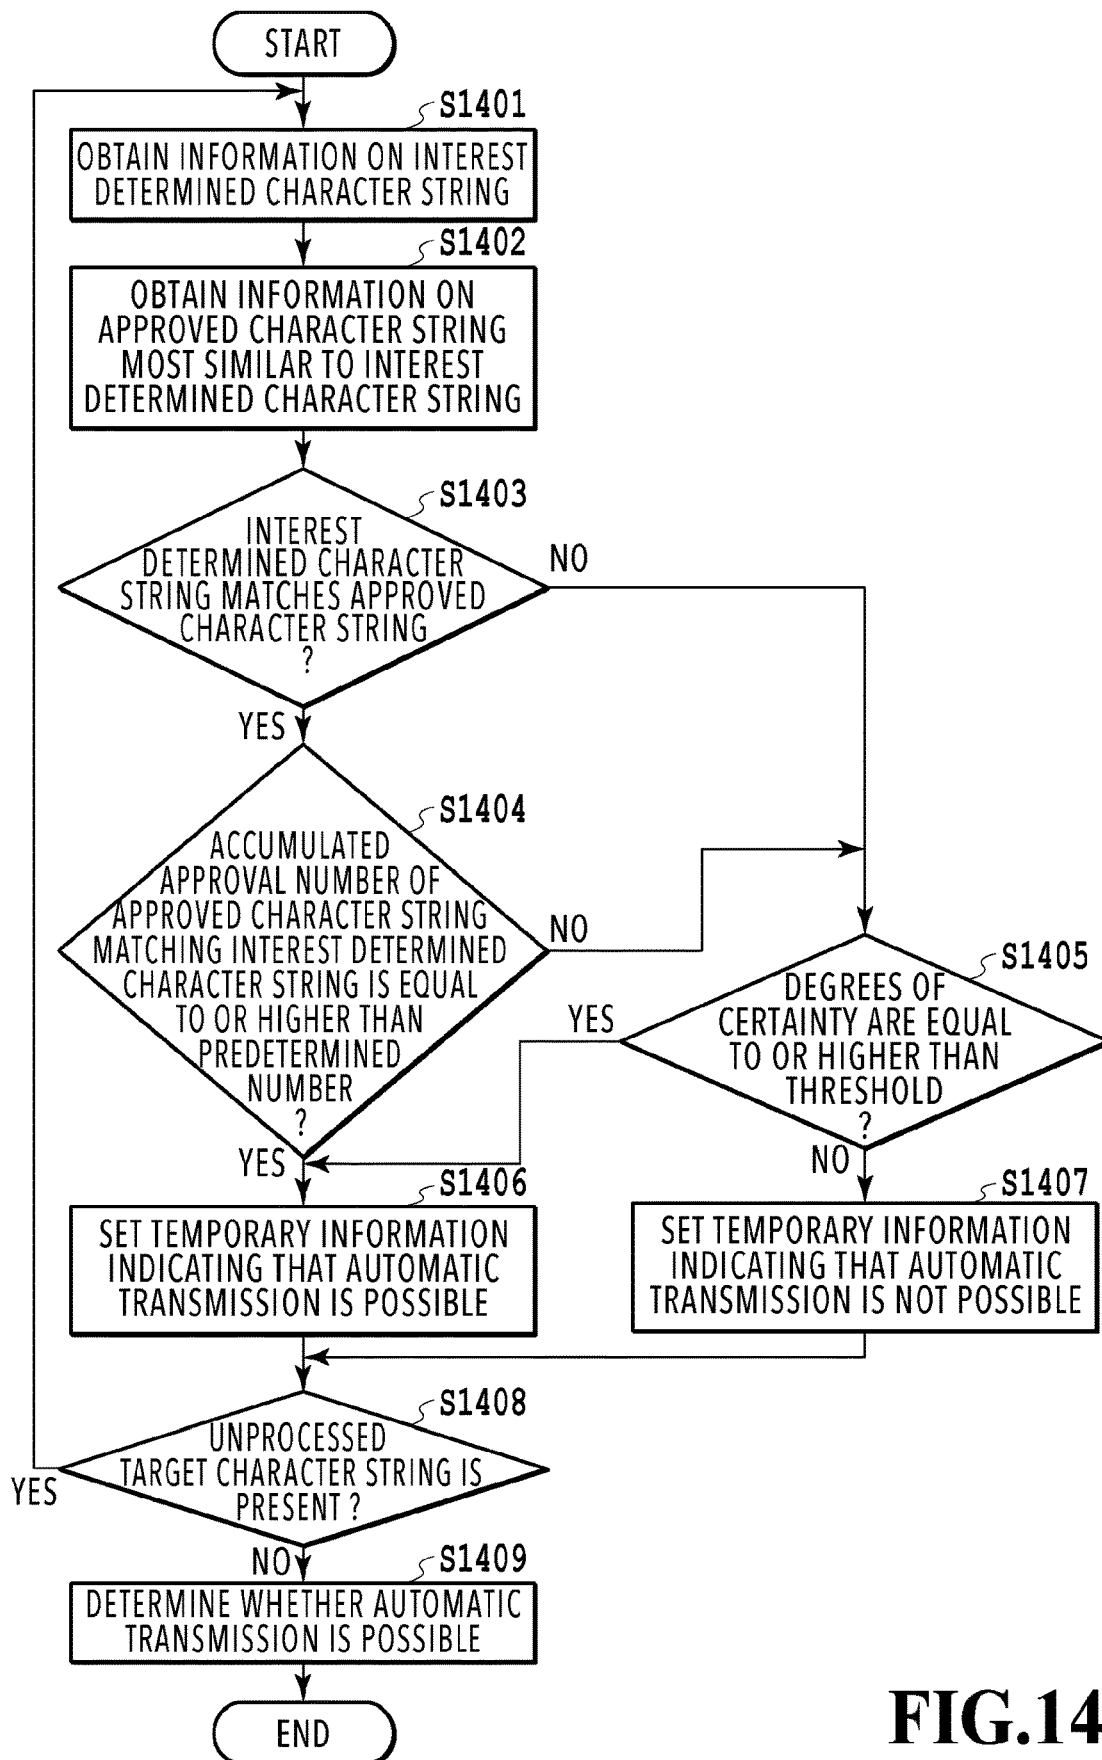 START
S1401
OBTAIN INFORMATION ON INTEREST
DETERMINED CHARACTER STRING
S1402
OBTAIN INFORMATION ON
APPROVED CHARACTER STRING
MOST SIMILAR TO INTEREST
DETERMINED CHARACTER STRING
S1403
INTEREST
DETERMINED CHARACTER
STRING MATCHES APPROVED
CHARACTER STRING
?
NO
YES
S1404
ACCUMULATED
APPROVAL NUMBER OF
APPROVED CHARACTER STRING
MATCHING INTEREST DETERMINED
CHARACTER STRING IS EQUAL
TO OR HIGHER THAN
PREDETERMINED
NUMBER
?
NO
YES
S1405
DEGREES OF
CERTAINTY ARE EQUAL
TO OR HIGHER THAN
THRESHOLD
?
YES
NO
S1406
SET TEMPORARY INFORMATION
INDICATING THAT AUTOMATIC
TRANSMISSION IS POSSIBLE
S1407
SET TEMPORARY INFORMATION
INDICATING THAT AUTOMATIC
TRANSMISSION IS NOT POSSIBLE
S1408
UNPROCESSED
TARGET CHARACTER STRING IS
PRESENT ?
YES
NO
S1409
DETERMINE WHETHER AUTOMATIC
TRANSMISSION IS POSSIBLE
END
FIG.14